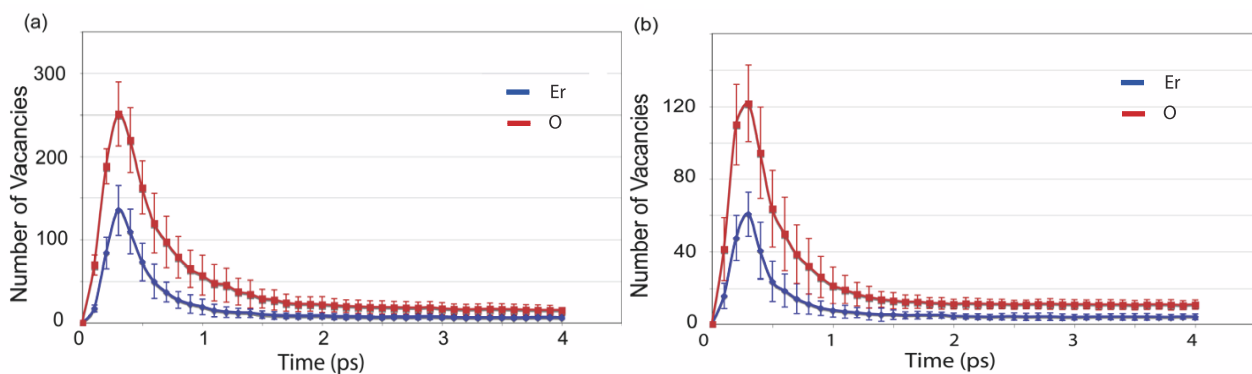 (a)
Number of Vacancies
300
200
100
0
Er
O
0 1 2 3 4
Time (ps)
(b)
Number of Vacancies
120
80
40
0
Er
O
0 1 2 3 4
Time (ps)